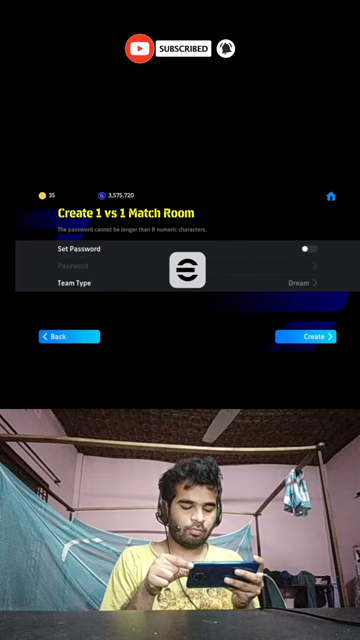 SUBSCRIBED
35
3,575,720
Create 1 vs 1 Match Room
The password cannot be longer than 8 numeric characters.
Set Password
Password
Team Type
Dream
Back
Create